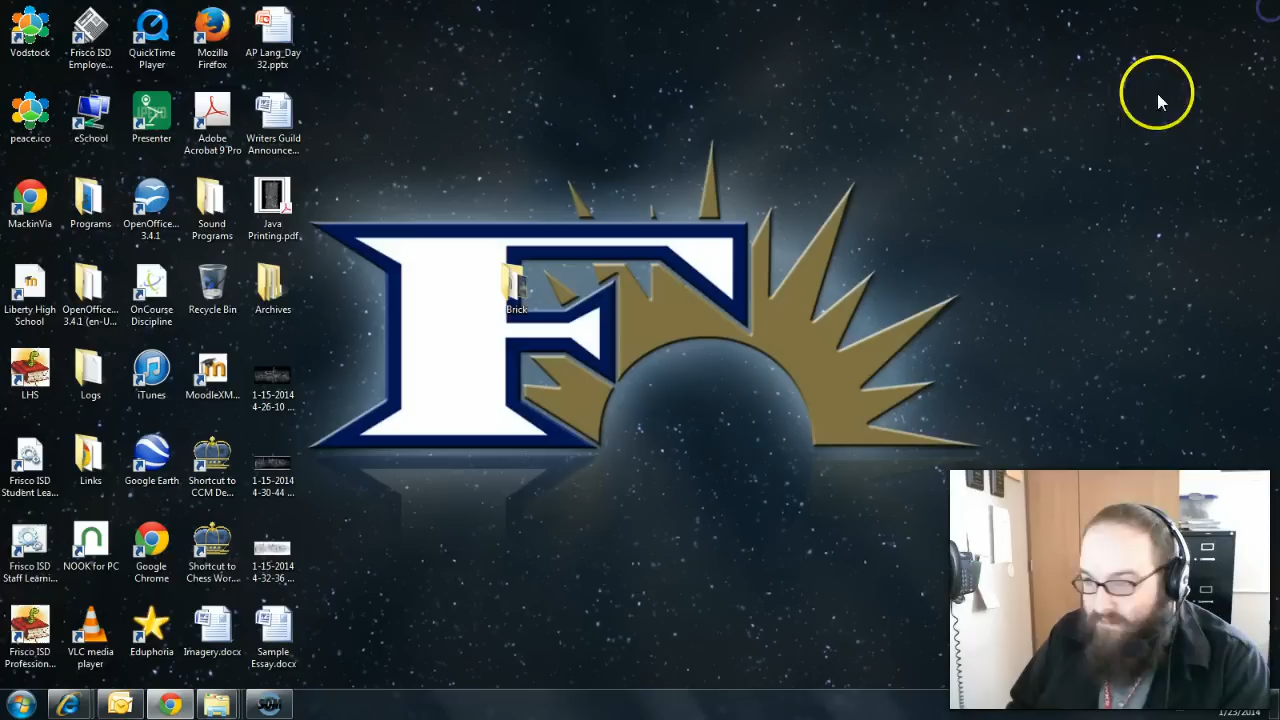 Vodstock
Frisco ISD
Employe...
QuickTime
Player
Mozilla
Firefox
AP Lang_Day
32.pptx
peace.ico
eSchool
Presenter
Adobe
Acrobat 9 Pro
Writers Guild
Announce...
MackinVia
Programs
OpenOffice...
3.4.1
Sound
Programs
Java
Printing.pdf
Liberty High
School
OpenOffice...
3.4.1 (en-U...
OnCourse
Discipline
Recycle Bin
Archives
Brick
LHS
Logs
iTunes
MoodleXM...
1-15-2014
4-26-10 ...
Frisco ISD
Student Lea...
Links
Google Earth
Shortcut to
CCM De...
1-15-2014
4-30-44 ...
Frisco ISD
Staff Learni...
NOOK for PC
Google
Chrome
Shortcut to
Chess Wor...
1-15-2014
4-32-36 ...
Frisco ISD
Profession...
VLC media
player
Eduphoria
Imagery.docx
Sample
Essay.docx
SOM
1/23/2014